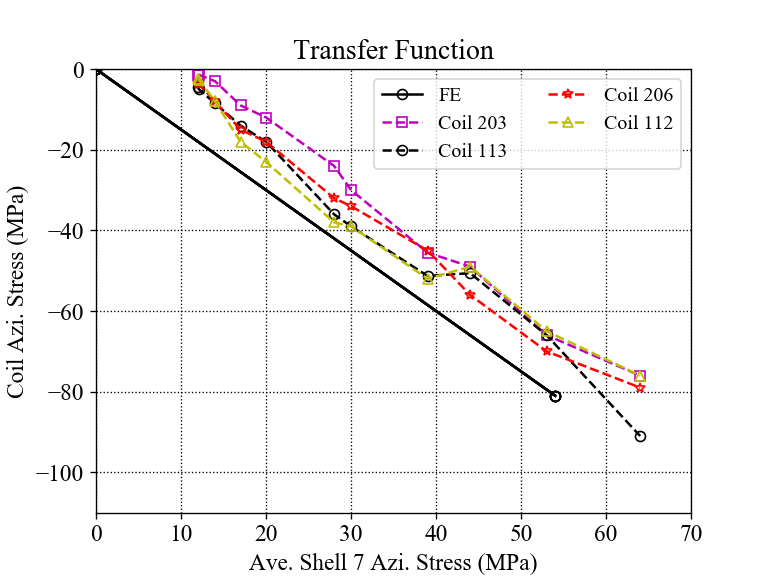 Transfer Function
FE
Coil 203
Coil 113
Coil 206
Coil 112
0
−20
−40
−60
−80
−100
Coil Azi. Stress (MPa)
0 10 20 30 40 50 60 70
Ave. Shell 7 Azi. Stress (MPa)